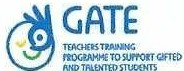 GATE
TEACHERS TRAINING
PROGRAMME TO SUPPORT GIFTED
AND TALENTED STUDENTS